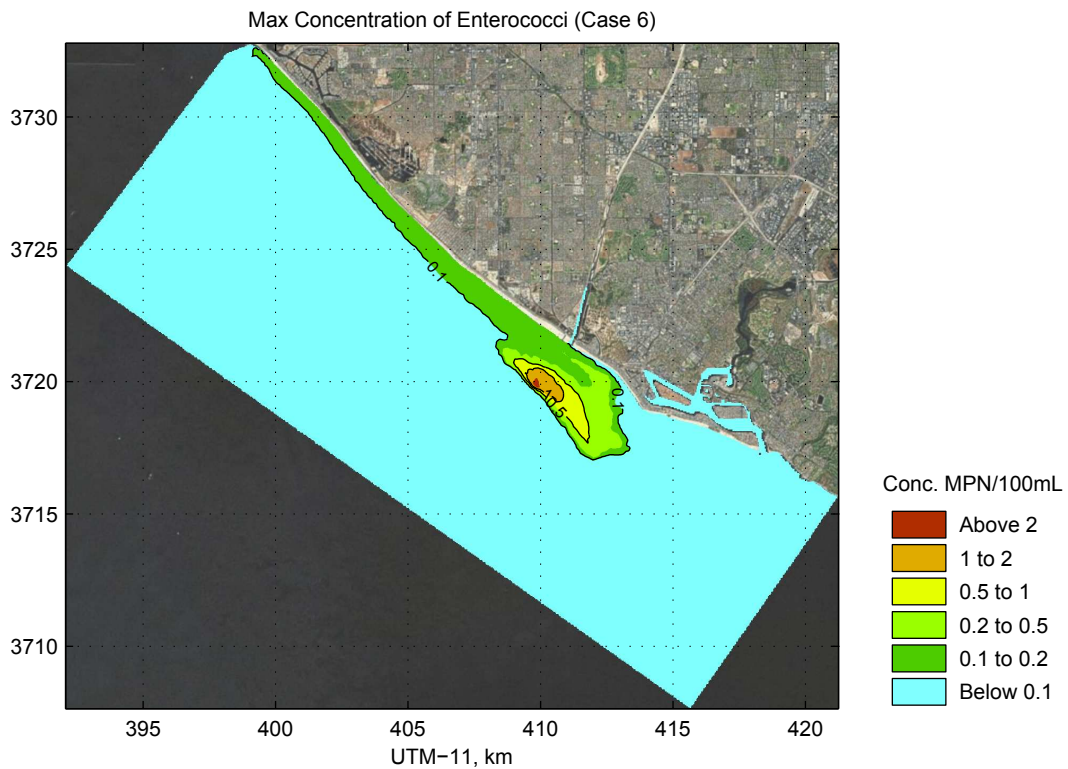 Max Concentration of Enterococci (Case 6)
3730
3725
3720
3715
3710
0.1
0.1
1
0.5
395
400
405
410
415
420
UTM−11, km
Conc. MPN/100mL
Above 2
1 to 2
0.5 to 1
0.2 to 0.5
0.1 to 0.2
Below 0.1